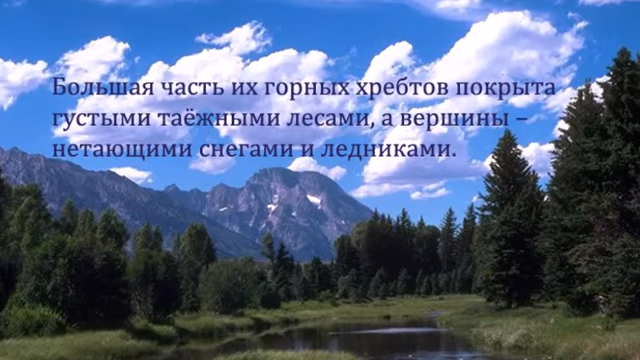 Большая часть их горных хребтов покрыта
густыми таёжными лесами, а вершины –
нетающими снегами и ледниками.